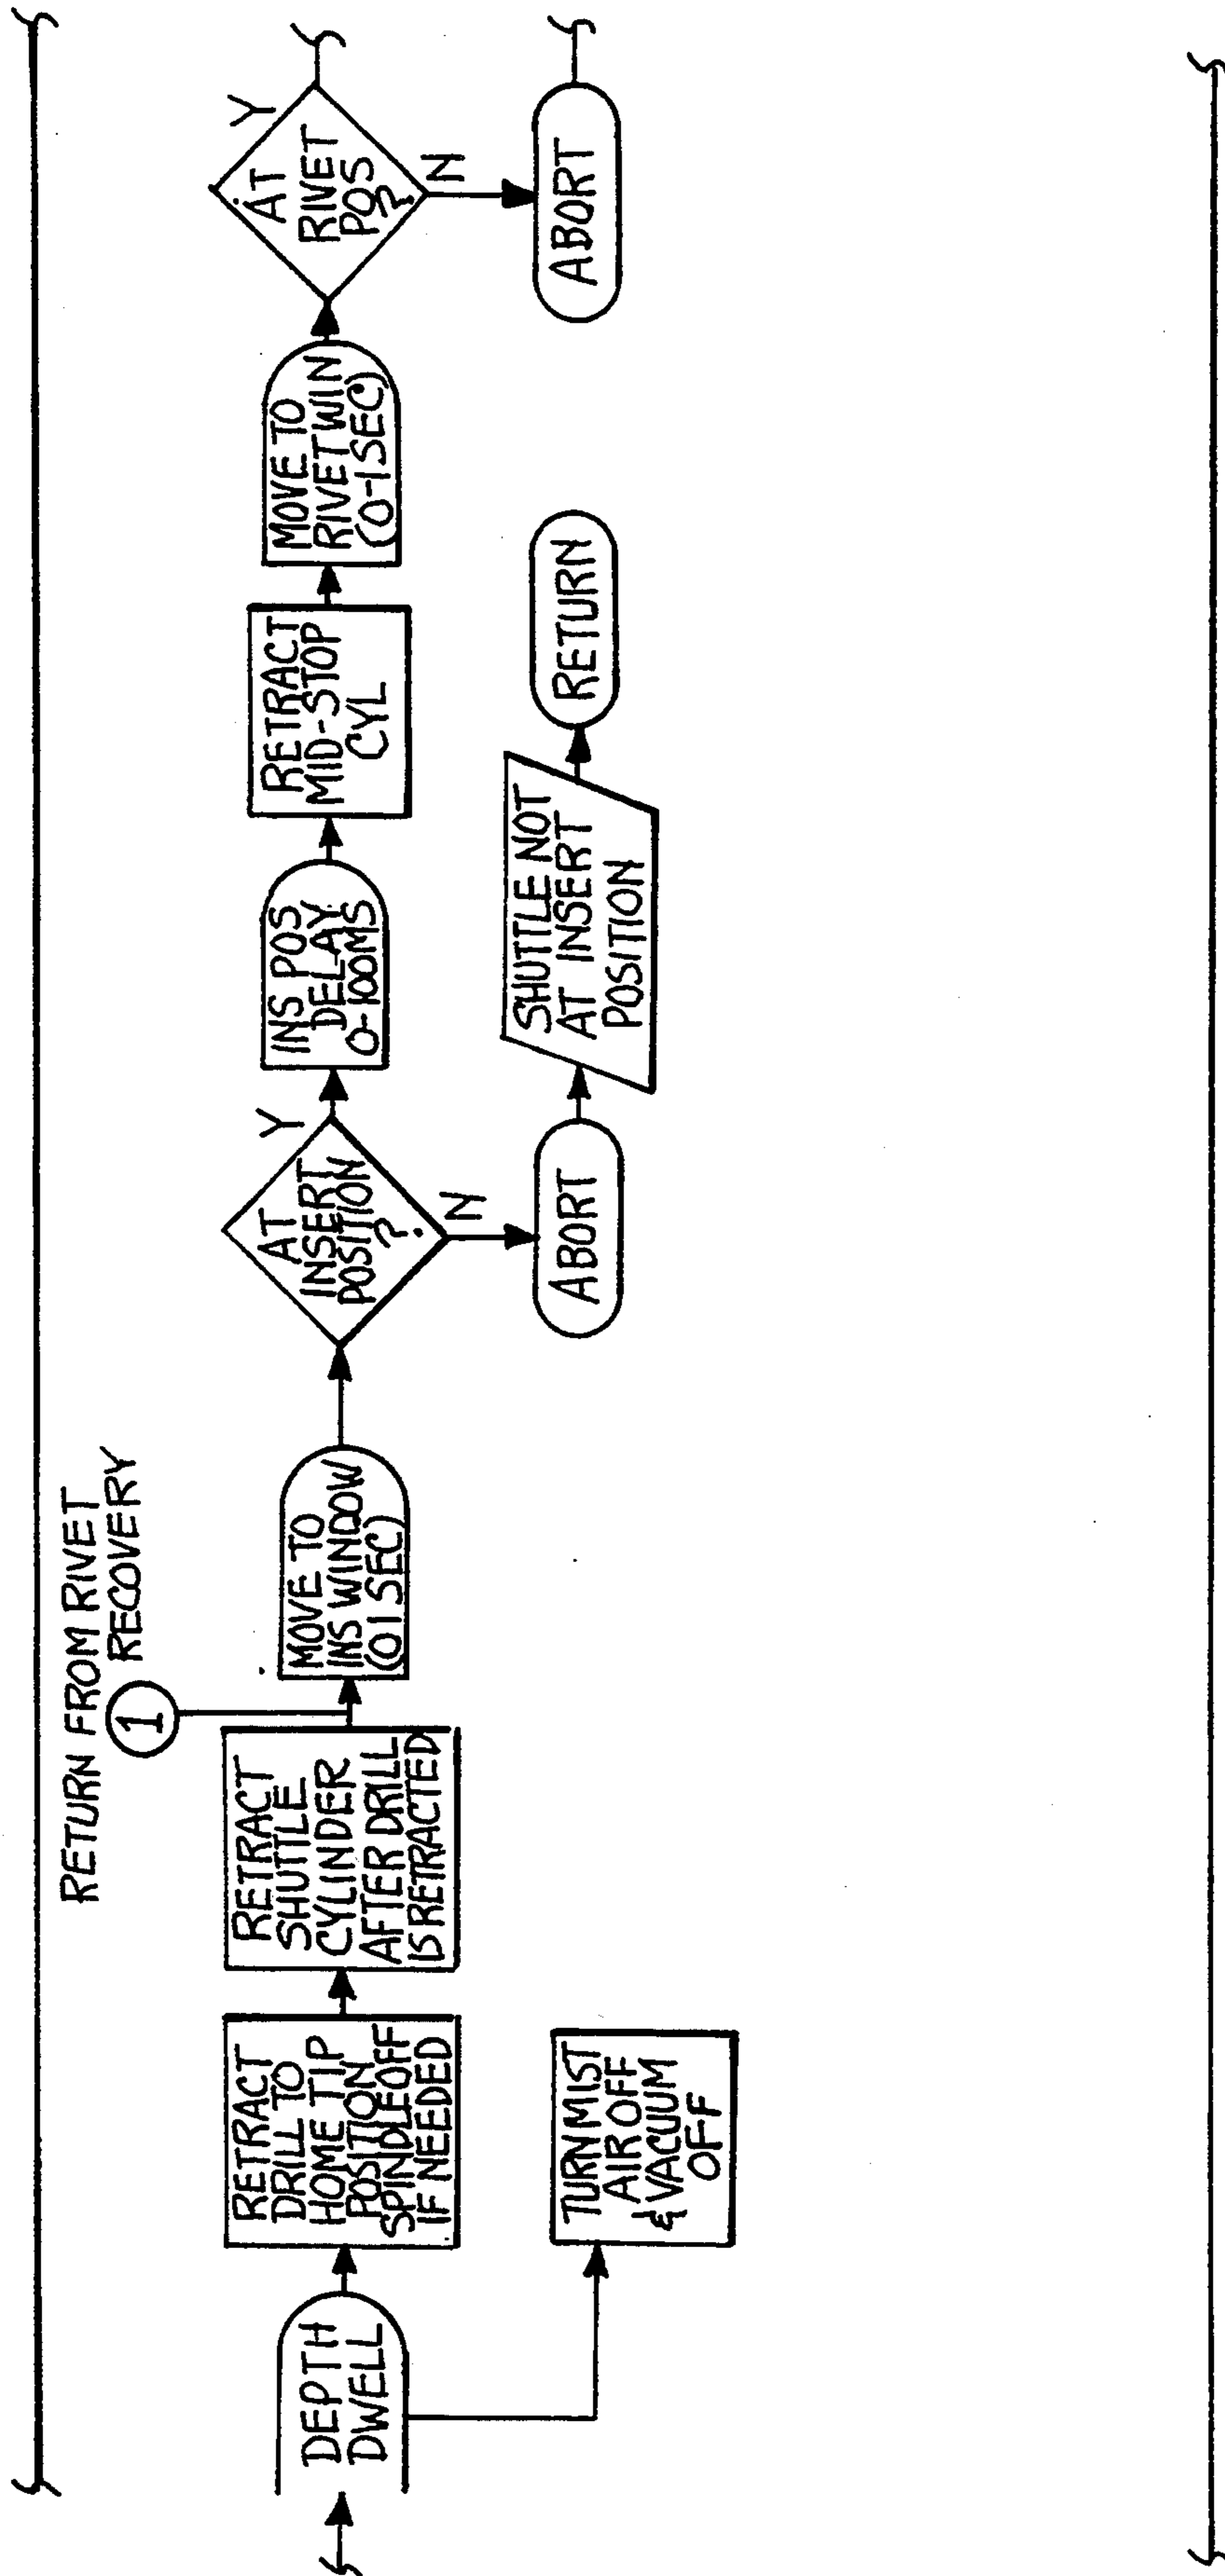 RETURN FROM RIVET
RECOVERY
1
DEPTH
DWELL
RETRACT
DRILL TO
HOME TIP
POSITION
SPINDLE OFF
IF NEEDED
TURN MIST
AIR OFF
& VACUUM
OFF
RETRACT
SHUTTLE
CYLINDER
AFTER DRILL
IS RETRACTED
MOVE TO
INS WINDOW
(0 1 SEC)
AT
INSERT
POSITION
?
Y
N
ABORT
SHUTTLE NOT
AT INSERT
POSITION
RETURN
INS POS
DELAY
0-100MS
RETRACT
MID-STOP
CYL
MOVE TO
RIVET WIN
(0-1SEC)
AT
RIVET
POS
?
Y
N
ABORT